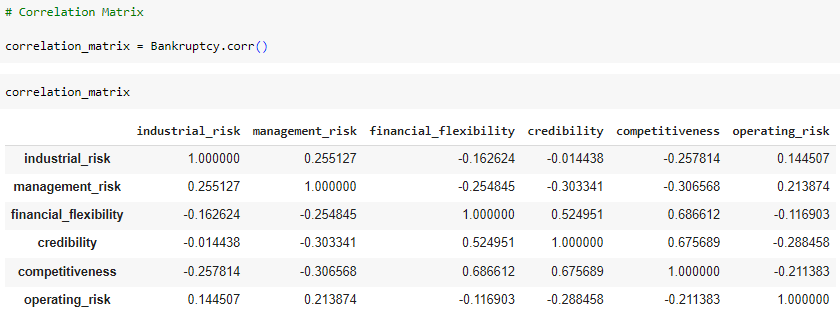 # Correlation Matrix
correlation_matrix = Bankruptcy.corr()
correlation_matrix
industrial_risk management_risk financial_flexibility credibility competitiveness operating_risk
industrial_risk 1.000000 0.255127 -0.162624 -0.014438 -0.257814 0.144507
management_risk 0.255127 1.000000 -0.254845 -0.303341 -0.306568 0.213874
financial_flexibility -0.162624 -0.254845 1.000000 0.524951 0.686612 -0.116903
credibility -0.014438 -0.303341 0.524951 1.000000 0.675689 -0.288458
competitiveness -0.257814 -0.306568 0.686612 0.675689 1.000000 -0.211383
operating_risk 0.144507 0.213874 -0.116903 -0.288458 -0.211383 1.000000